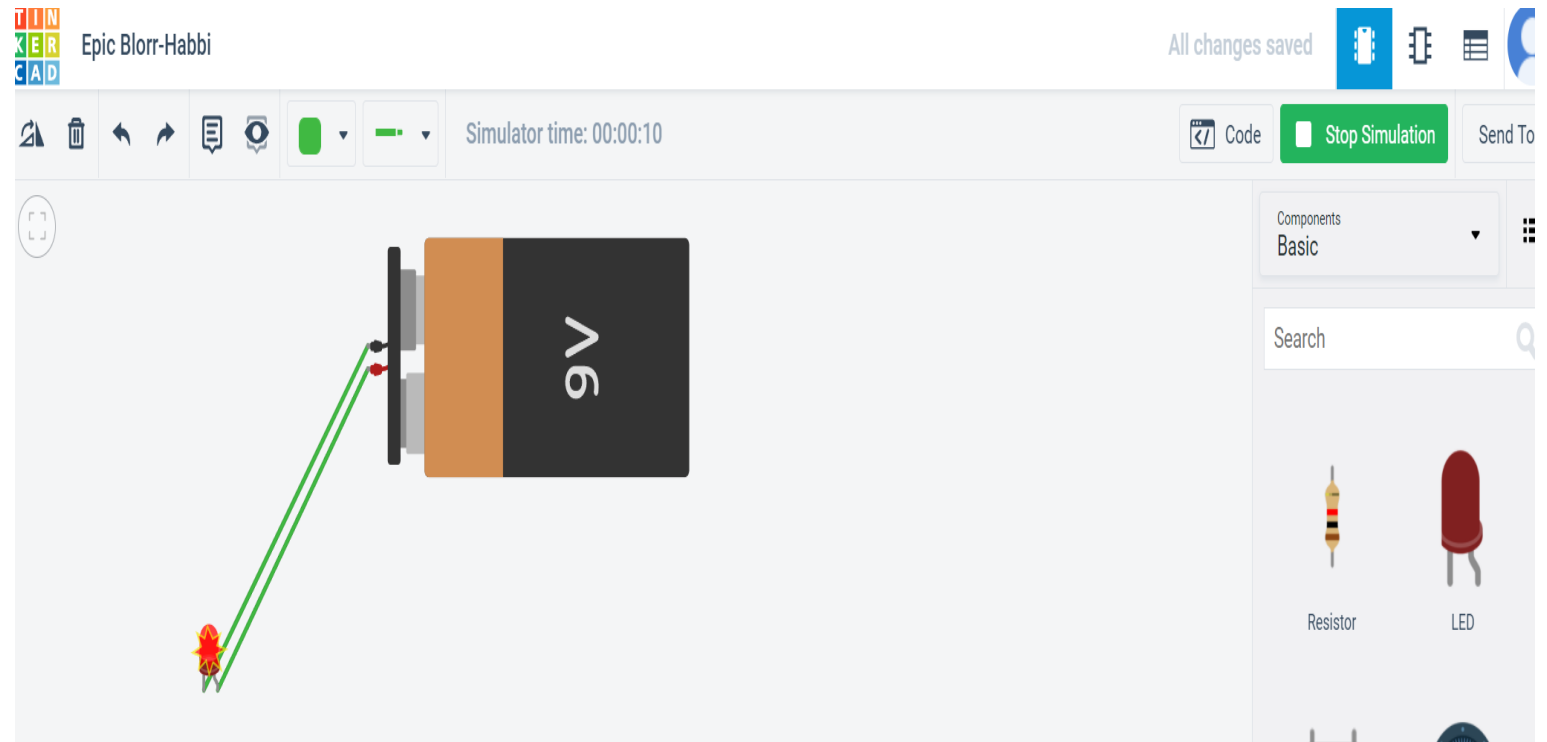 TIN
KER
CAD
Epic Blorr-Habbi
All changes saved
Simulator time: 00:00:10
Code
Stop Simulation
Send To
Components
Basic
Search
9V
Resistor
LED